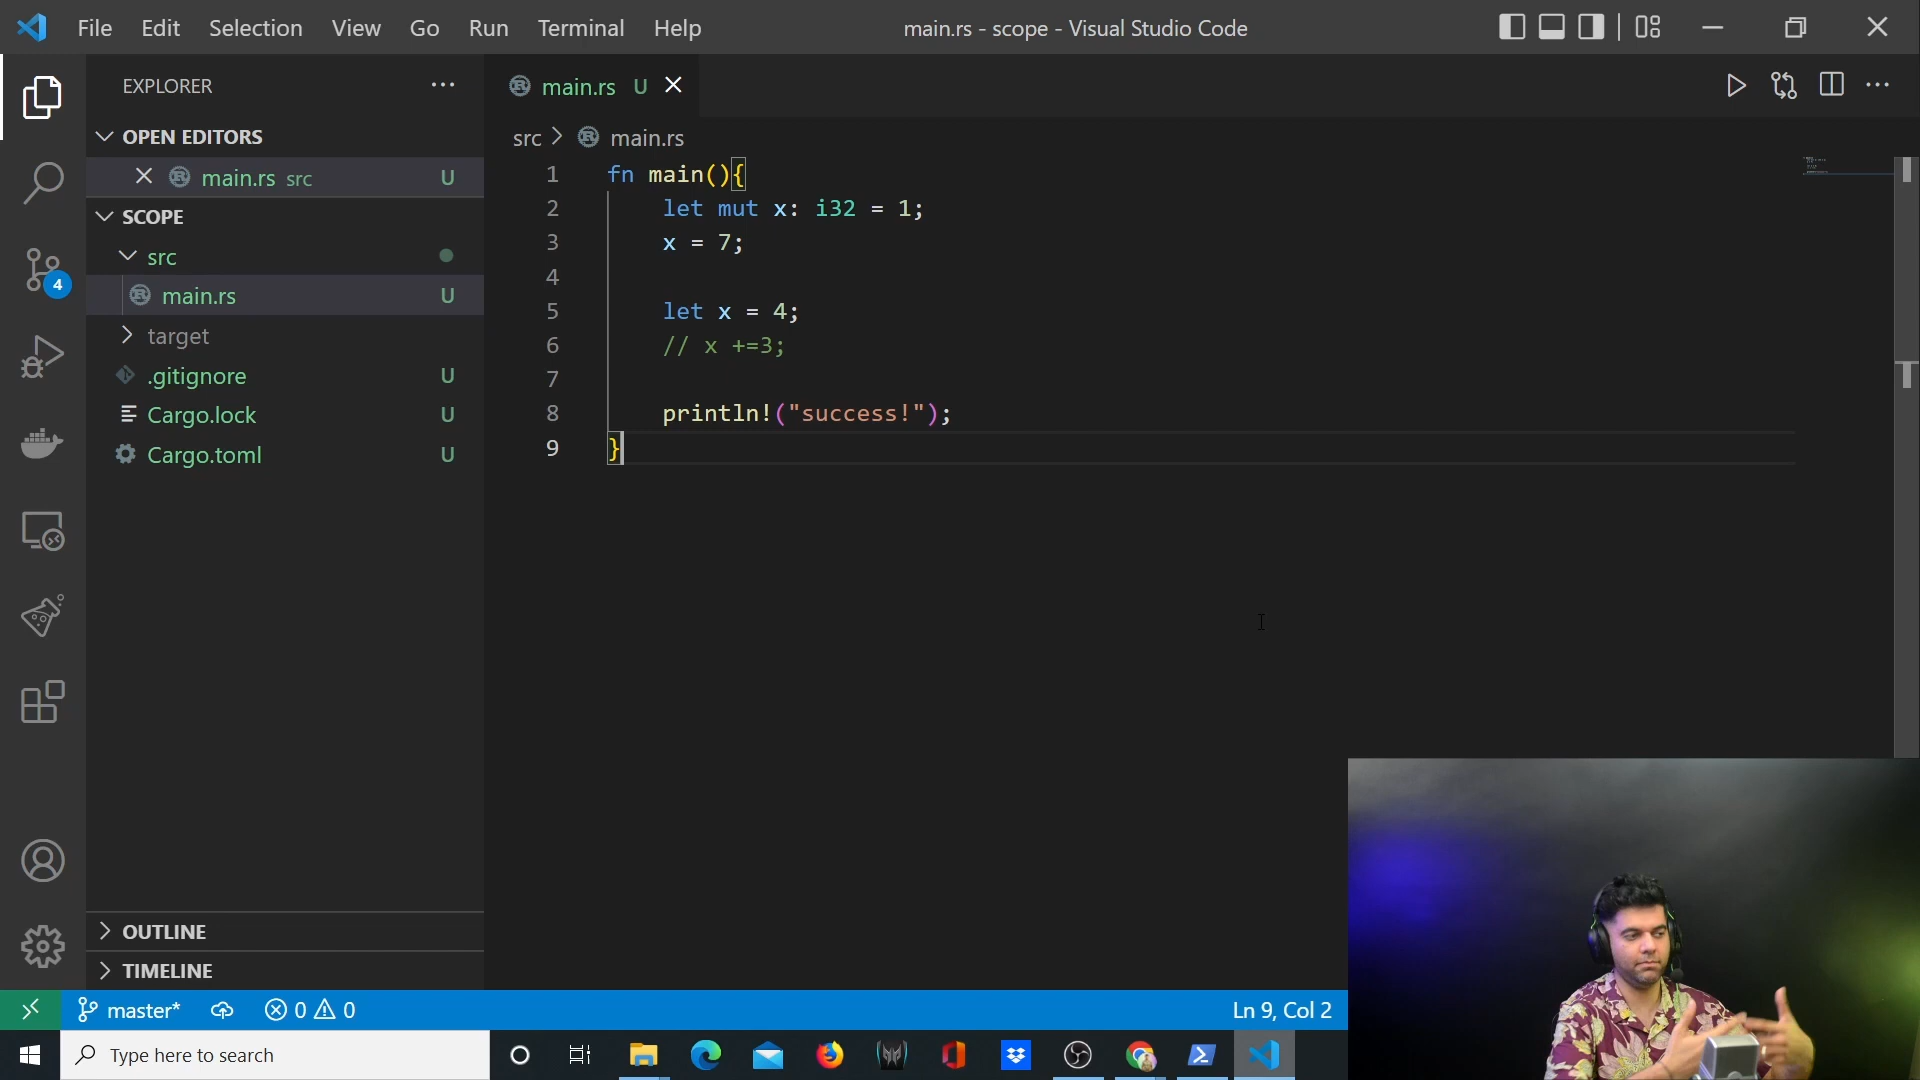 File Edit Selection View Go Run Terminal Help
main.rs - scope - Visual Studio Code
EXPLORER
OPEN EDITORS
main.rs src U
SCOPE
src
main.rs U
target
.gitignore U
Cargo.lock U
Cargo.toml U
OUTLINE
TIMELINE
4
main.rs U
src > main.rs
1 fn main(){
2 let mut x: i32 = 1;
3 x = 7;
4
5 let x = 4;
6 // x +=3;
7
8 println!("success!");
9 }
master* 0 0 Ln 9, Col 2
Type here to search